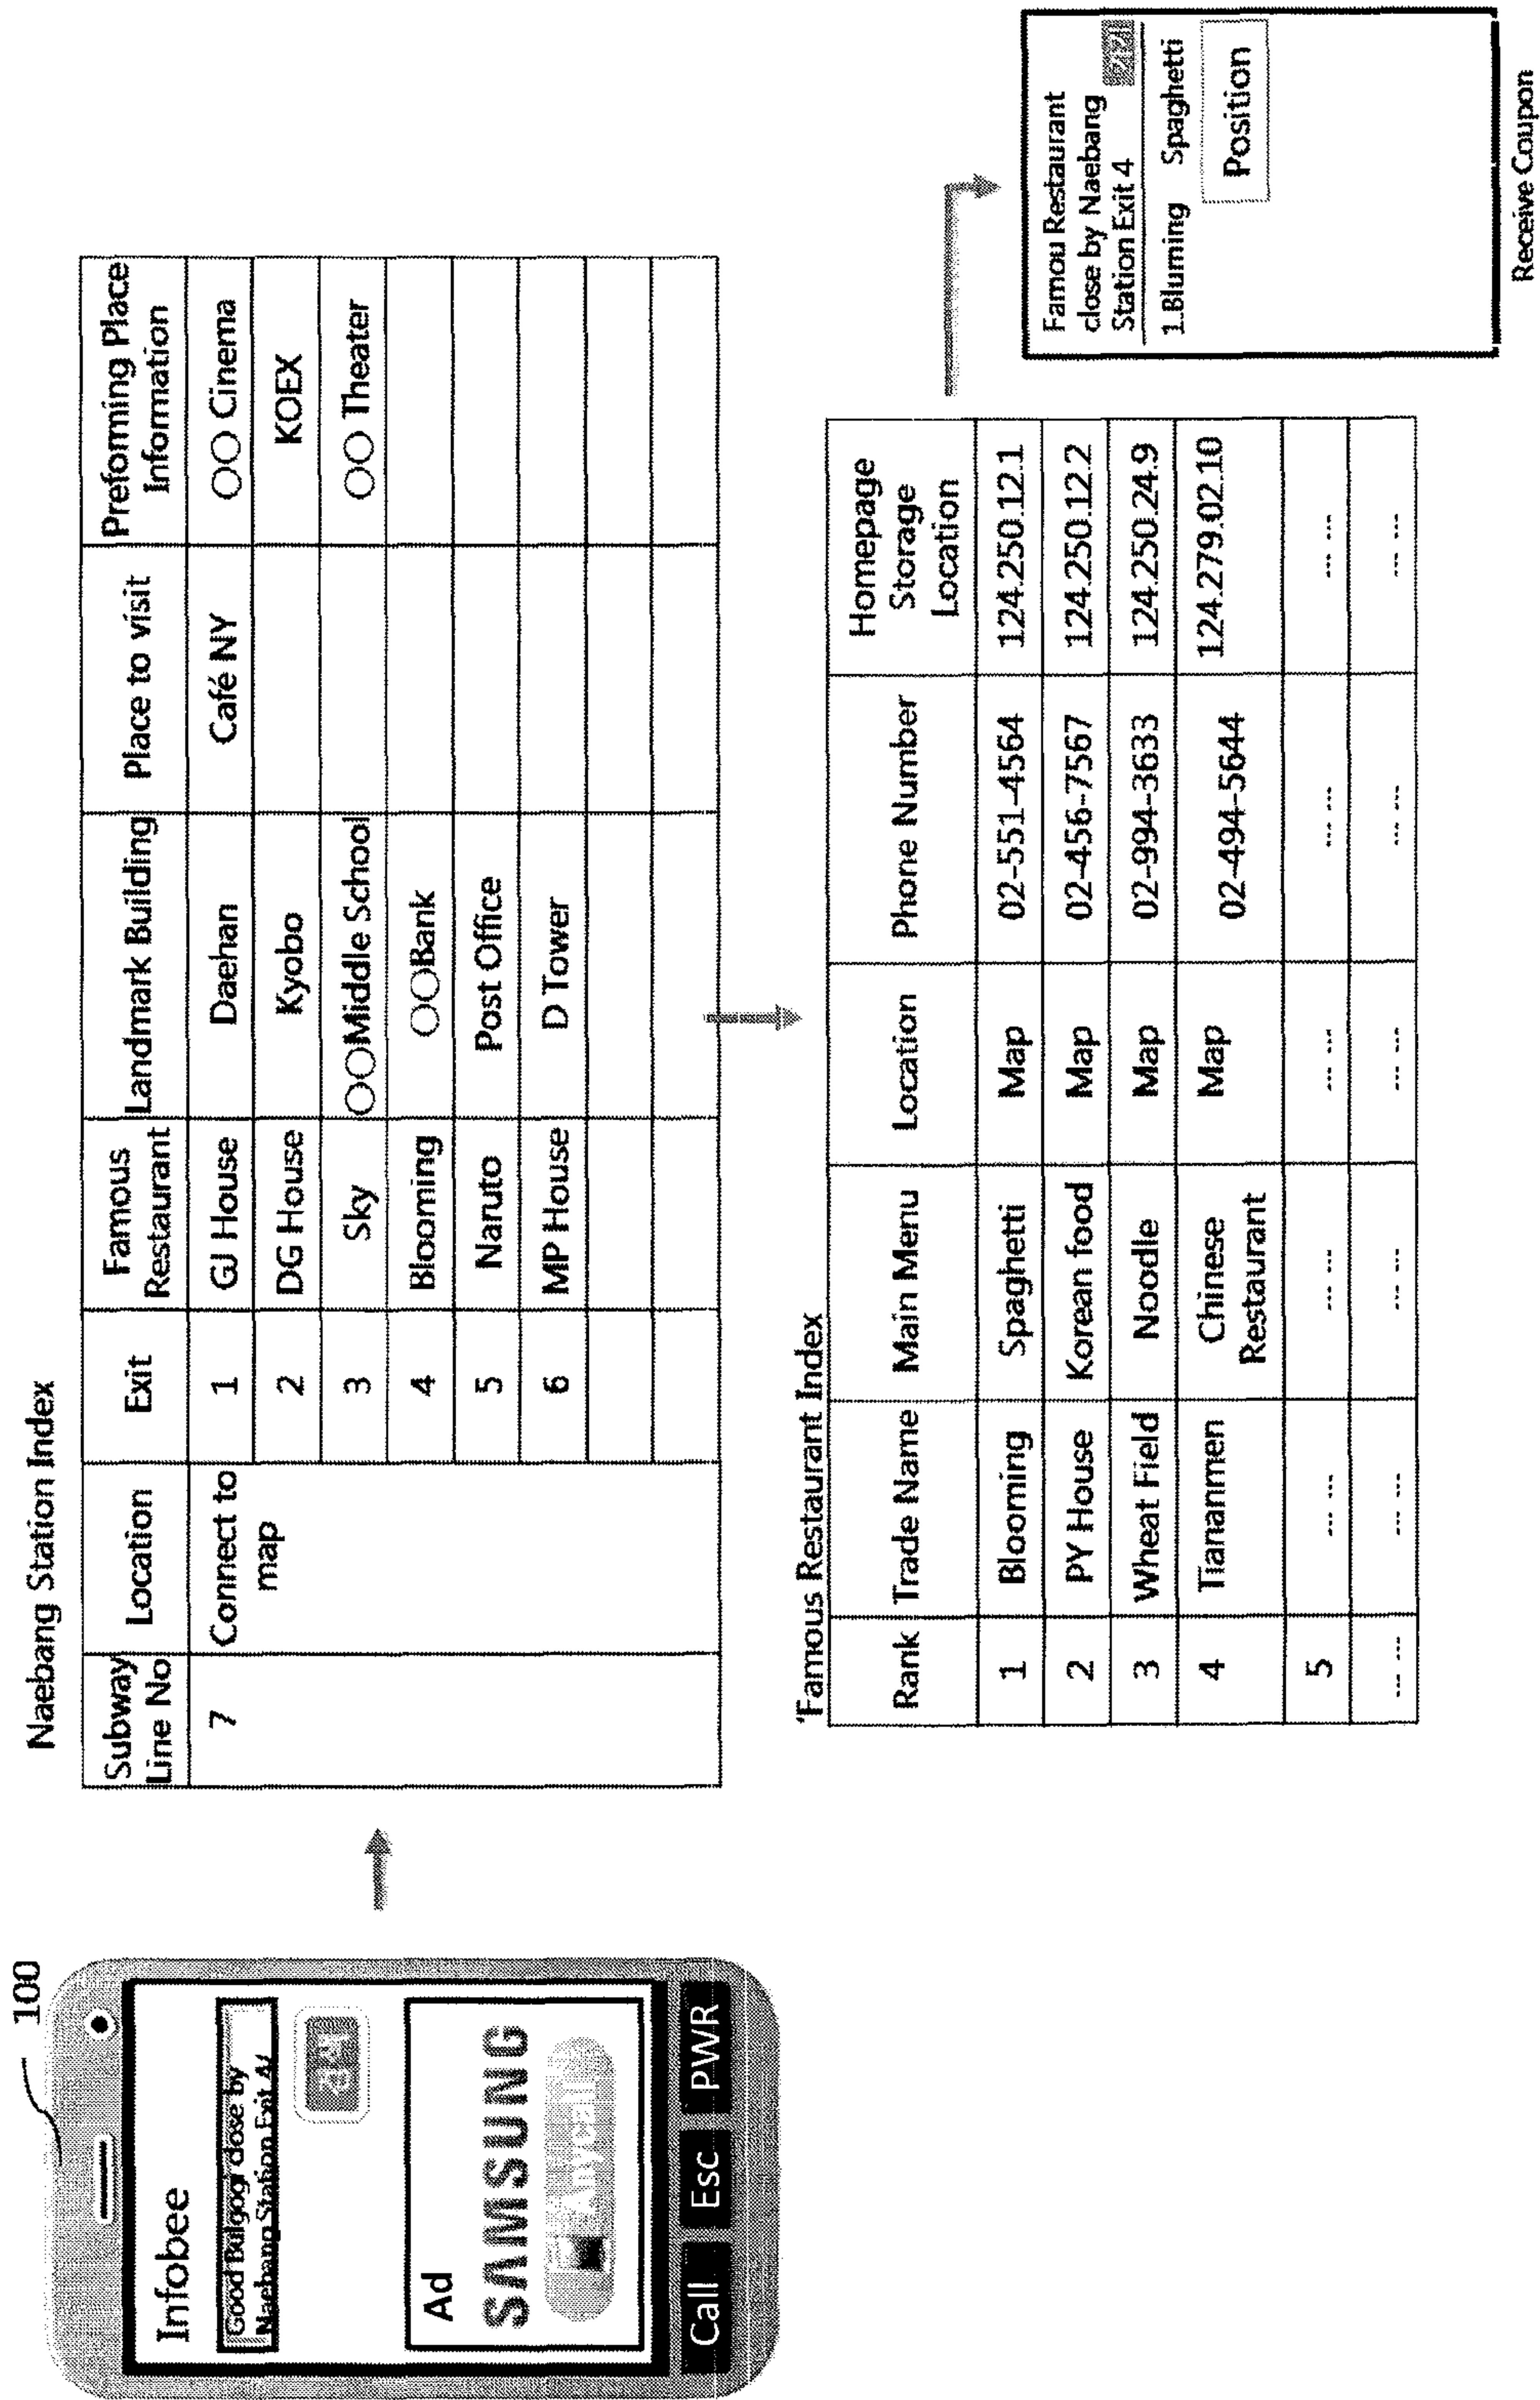 100
Infobee
Good Bulgogi dose by
Naebang Station Exit 4/
검색
Ad
SAMSUNG
Anycall
Call Esc PWR
Naebang Station Index
Subway Line No | Location | Exit | Famous Restaurant | Landmark Building | Place to visit | Prefoming Place Information
7 | Connect to map | 1 | GJ House | Daehan | Café NY | ○○ Cinema
2 | DG House | Kyobo | KOEX
3 | Sky | ○○Middle School | ○○ Theater
4 | Blooming | ○○Bank
5 | Naruto | Post Office
6 | MP House | D Tower
'Famous Restaurant Index
Rank | Trade Name | Main Menu | Location | Phone Number | Homepage Storage Location
1 | Blooming | Spaghetti | Map | 02-551-4564 | 124.250.12.1
2 | PY House | Korean food | Map | 02-456-7567 | 124.250.12.2
3 | Wheat Field | Noodle | Map | 02-994-3633 | 124.250.24.9
4 | Tiananmen | Chinese Restaurant | Map | 02-494-5644 | 124.279.02.10
5 | --- --- | --- --- | --- --- | --- --- | --- ---
--- --- | --- --- | --- --- | --- --- | --- --- | --- ---
Famou Restaurant
close by Naebang
Station Exit 4
1.Bluming Spaghetti
Position
Receive Coupon